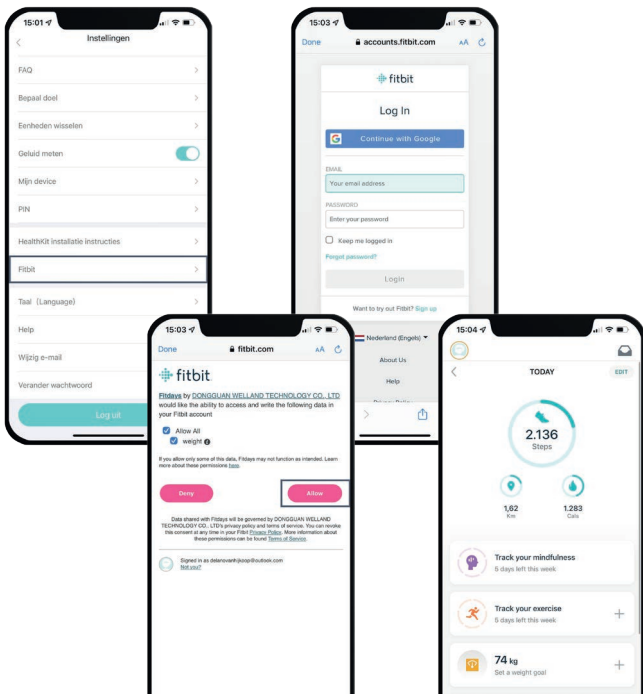 15:01
Instellingen
FAQ
Bepaal doel
Eenheden wisselen
Geluid meten
Mijn device
PIN
HealthKit installatie instructies
Fitbit
Taal (Language)
Help
Wijzig e-mail
Verander wachtwoord
Log uit
15:03
Done
accounts.fitbit.com
AA
fitbit
Log In
Continue with Google
EMAIL
Your email address
PASSWORD
Enter your password
Keep me logged in
Forgot password?
Login
Want to try out Fitbit? Sign up
Nederland (Engels)
About Us
Help
15:03
Done
fitbit.com
AA
fitbit
Fitdays by DONGGUAN WELLAND TECHNOLOGY CO., LTD
would like the ability to access and write the following data in
your Fitbit account
Allow All
weight
If you allow only some of this data, Fitdays may not function as intended. Learn
more about these permissions here.
Deny
Allow
Data shared with Fitdays will be governed by DONGGUAN WELLAND
TECHNOLOGY CO., LTD's privacy policy and terms of service. You can revoke
this consent at any time in your Fitbit Privacy Policy. More information about
these permissions can be found Terms of Service.
Signed in as delanovanhijkoop@outlook.com
Not you?
15:04
TODAY
EDIT
2.136
Steps
1,62
Km
1.283
Cals
Track your mindfulness
5 days left this week
Track your exercise
5 days left this week
74 kg
Set a weight goal